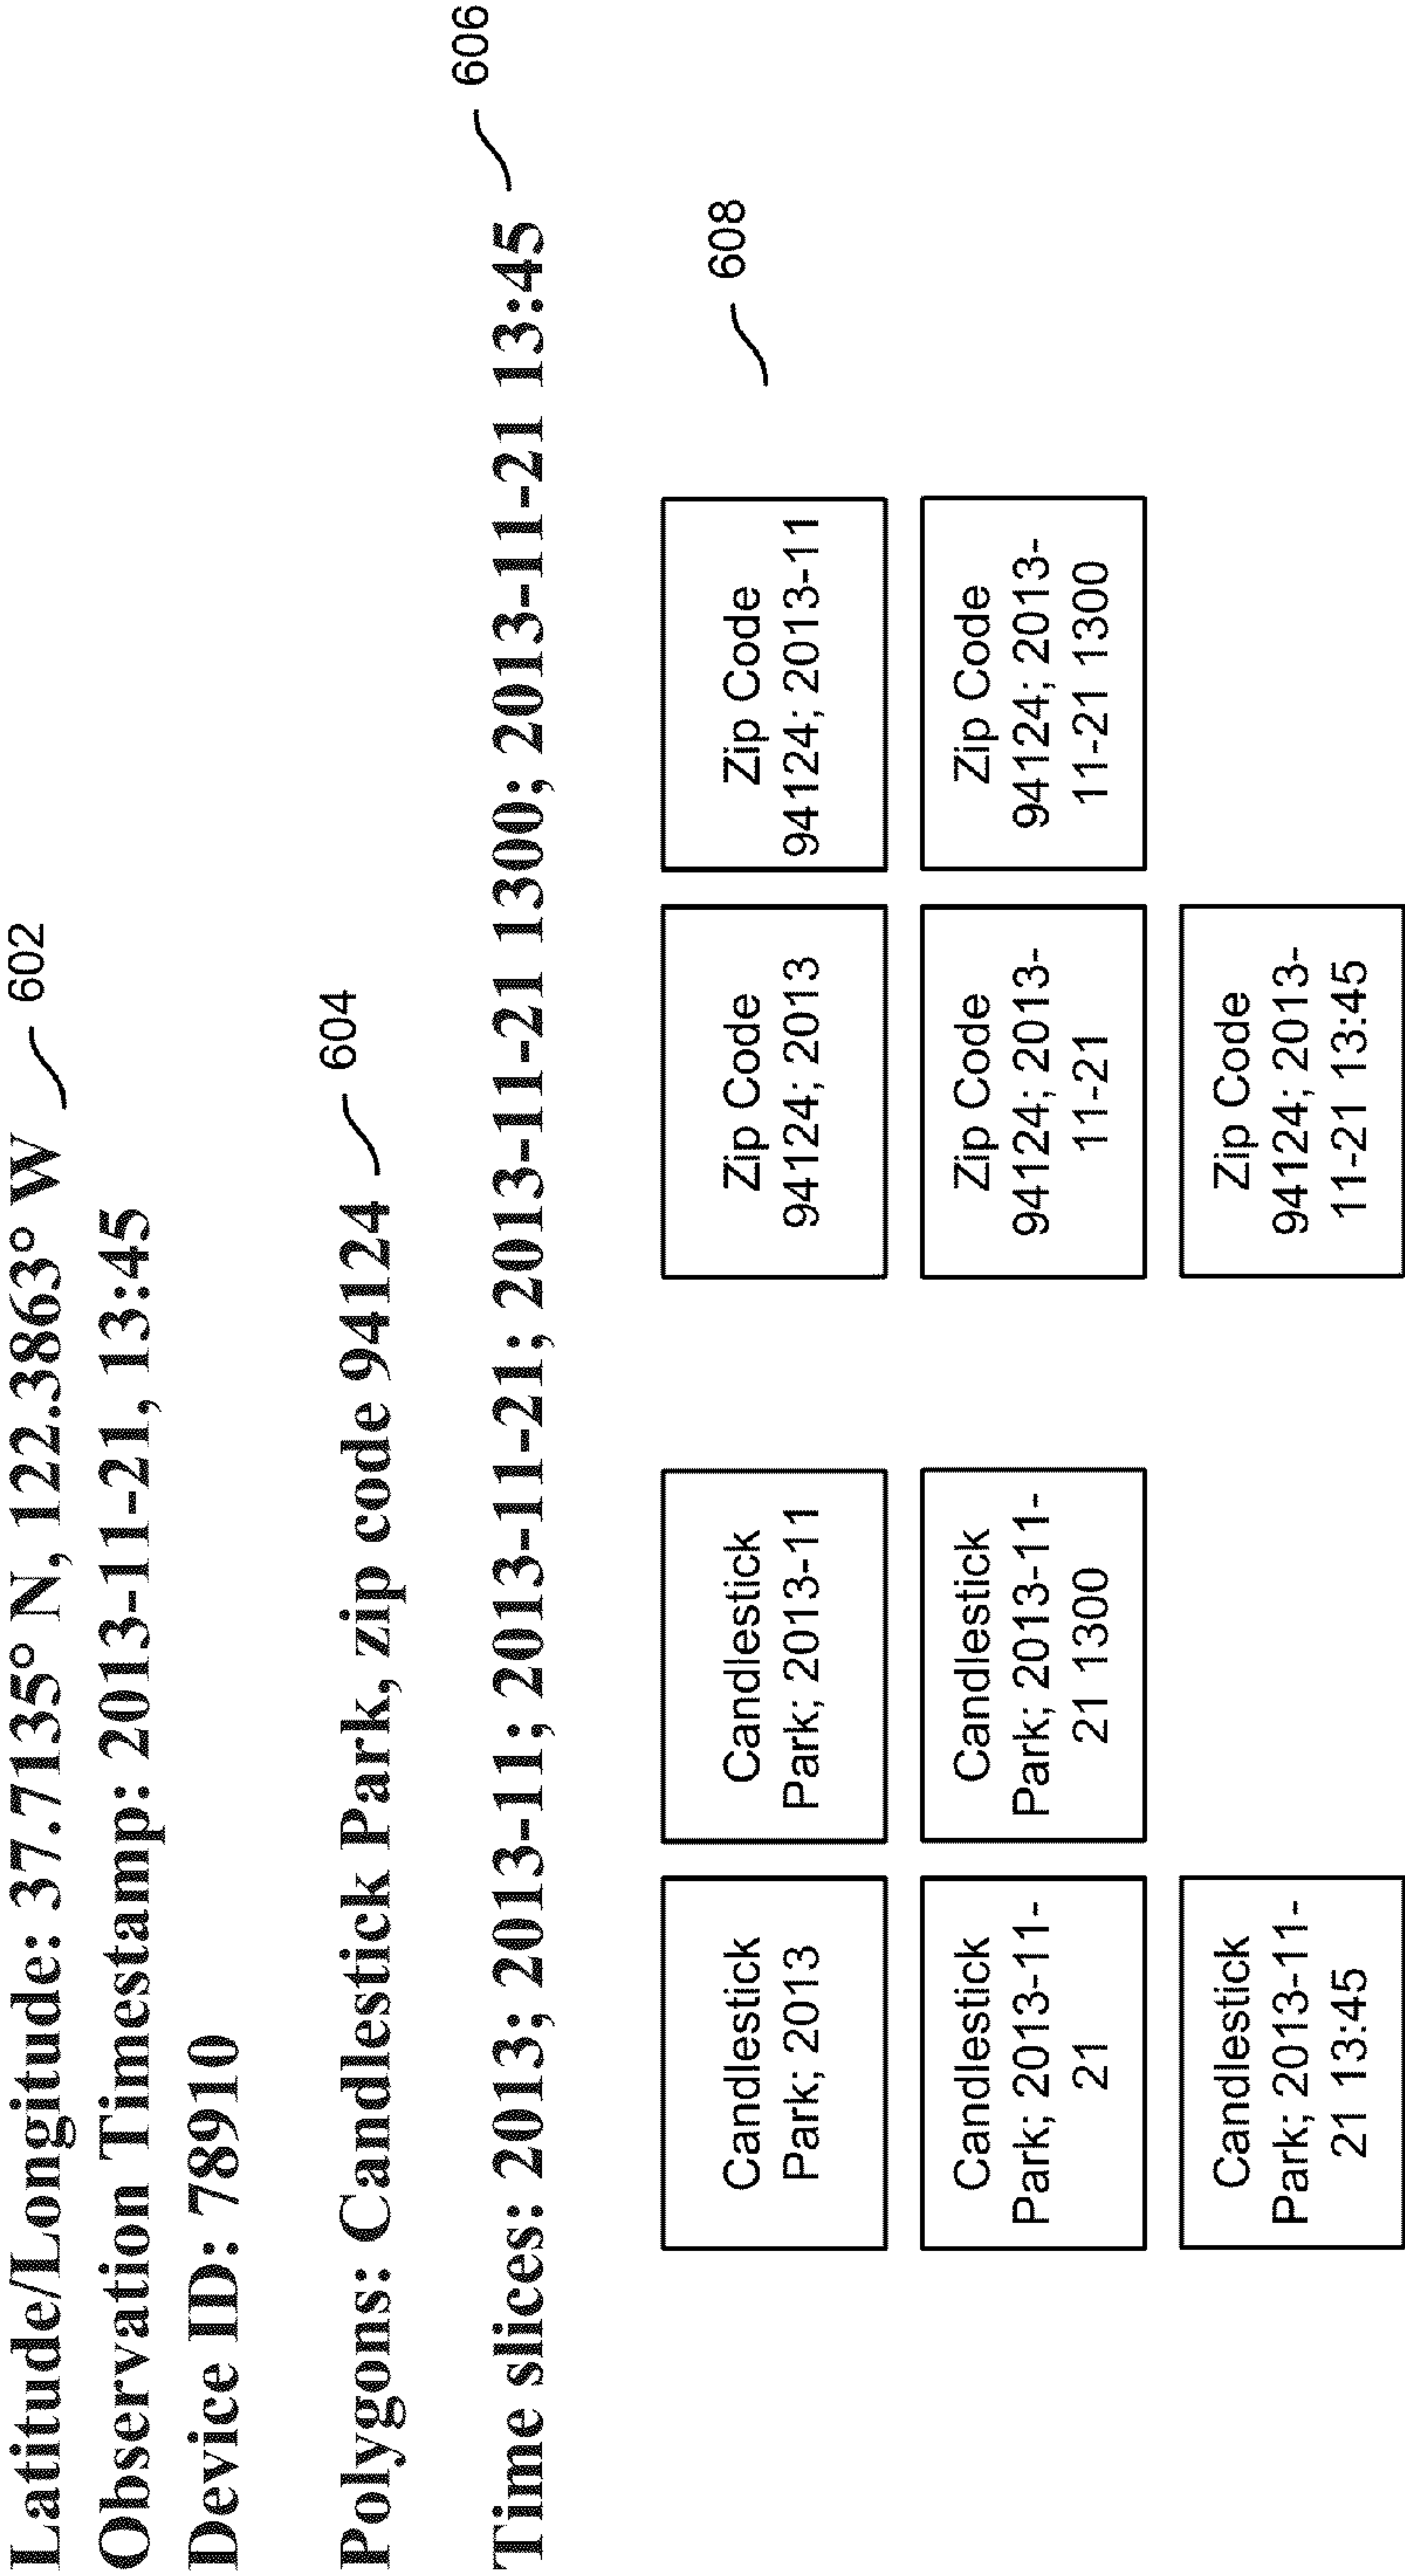 Latitude/Longitude: 37.7135° N, 122.3863° W
602
Observation Timestamp: 2013-11-21, 13:45
Device ID: 78910
Polygons: Candlestick Park, zip code 94124
604
Time slices: 2013; 2013-11; 2013-11-21; 2013-11-21 1300; 2013-11-21 13:45
606
608
Candlestick
Park; 2013
Candlestick
Park; 2013-11
Zip Code
94124; 2013
Zip Code
94124; 2013-11
Candlestick
Park; 2013-11-
21
Candlestick
Park; 2013-11-
21 1300
Zip Code
94124; 2013-
11-21
Zip Code
94124; 2013-
11-21 1300
Candlestick
Park; 2013-11-
21 13:45
Zip Code
94124; 2013-
11-21 13:45